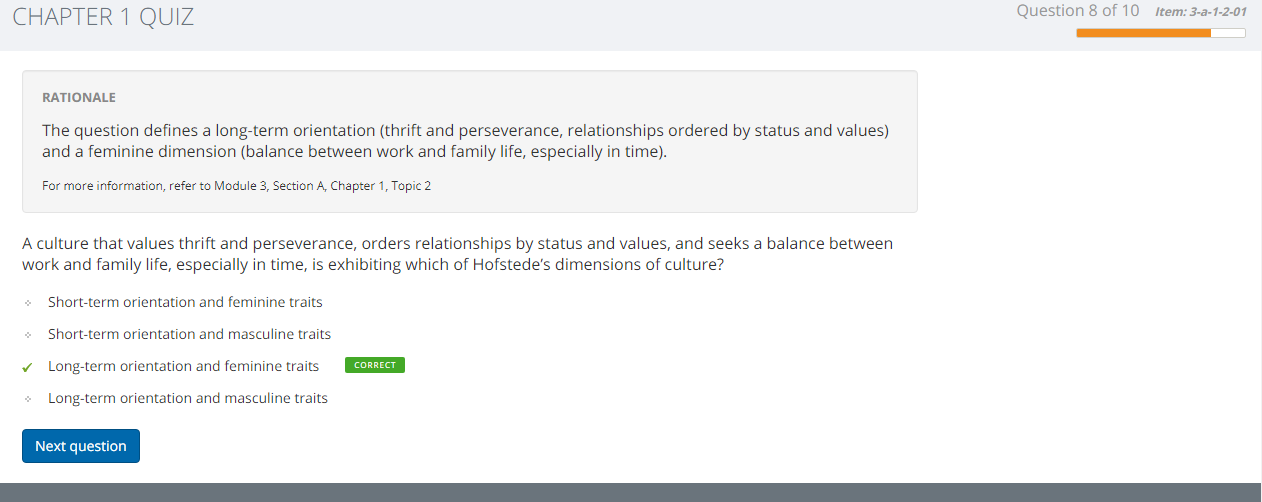 CHAPTER 1 QUIZ
Question 8 of 10 Item: 3-a-1-2-01
RATIONALE
The question defines a long-term orientation (thrift and perseverance, relationships ordered by status and values)
and a feminine dimension (balance between work and family life, especially in time).
For more information, refer to Module 3, Section A, Chapter 1, Topic 2
A culture that values thrift and perseverance, orders relationships by status and values, and seeks a balance between
work and family life, especially in time, is exhibiting which of Hofstede’s dimensions of culture?
Short-term orientation and feminine traits
Short-term orientation and masculine traits
Long-term orientation and feminine traits CORRECT
Long-term orientation and masculine traits
Next question